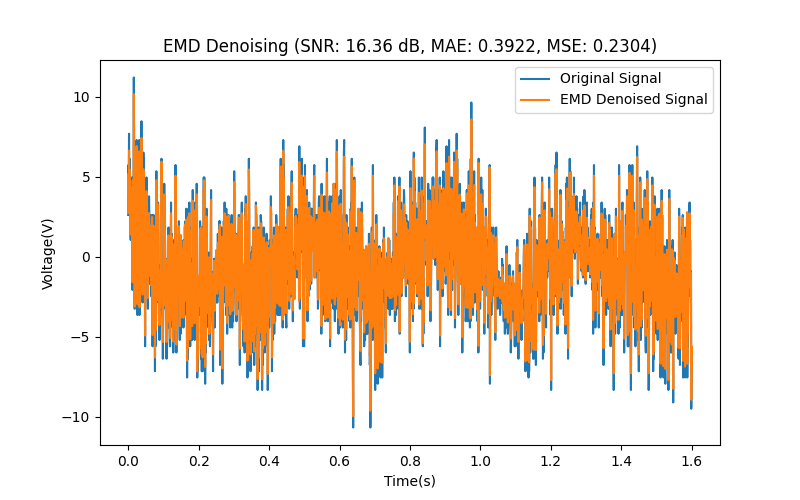 EMD Denoising (SNR: 16.36 dB, MAE: 0.3922, MSE: 0.2304)
Original Signal
EMD Denoised Signal
10
5
0
−5
−10
Voltage(V)
0.0 0.2 0.4 0.6 0.8 1.0 1.2 1.4 1.6
Time(s)